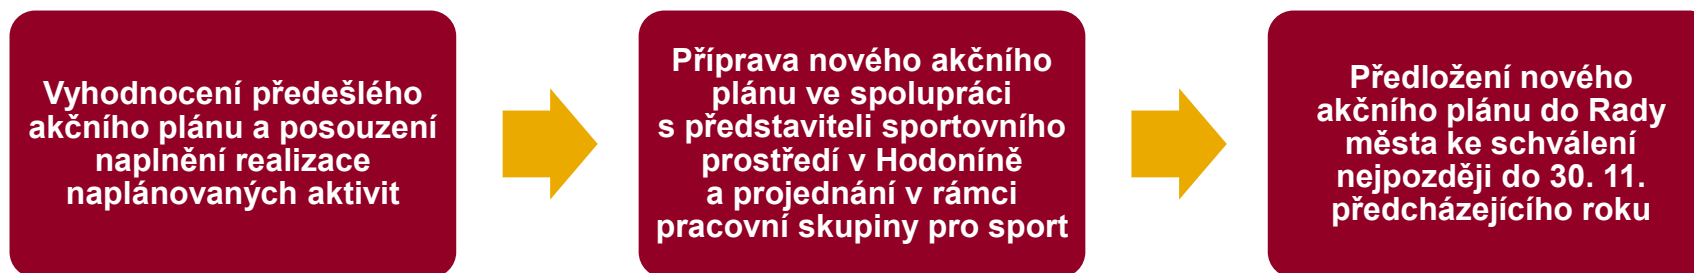 Vyhodnocení předešlého
akčního plánu a posouzení
naplnění realizace
naplánovaných aktivit
Příprava nového akčního
plánu ve spolupráci
s představiteli sportovního
prostředí v Hodoníně
a projednání v rámci
pracovní skupiny pro sport
Předložení nového
akčního plánu do Rady
města ke schválení
nejpozději do 30. 11.
předcházejícího roku